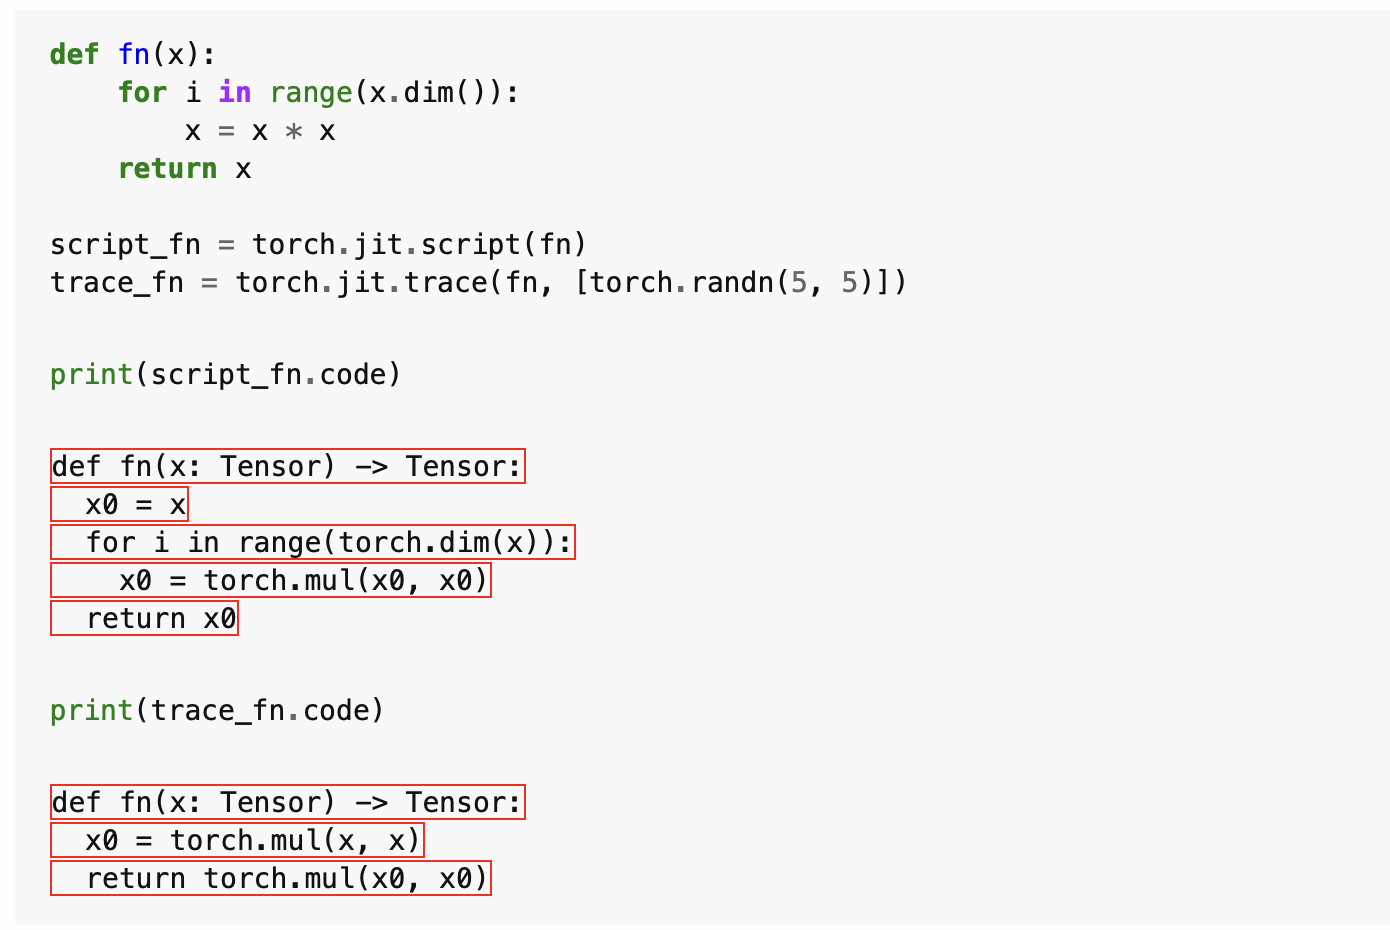 def fn(x):
    for i in range(x.dim()):
        x = x * x
    return x
script_fn = torch.jit.script(fn)
trace_fn = torch.jit.trace(fn, [torch.randn(5, 5)])
print(script_fn.code)
def fn(x: Tensor) -> Tensor:
  x0 = x
  for i in range(torch.dim(x)):
    x0 = torch.mul(x0, x0)
  return x0
print(trace_fn.code)
def fn(x: Tensor) -> Tensor:
  x0 = torch.mul(x, x)
  return torch.mul(x0, x0)